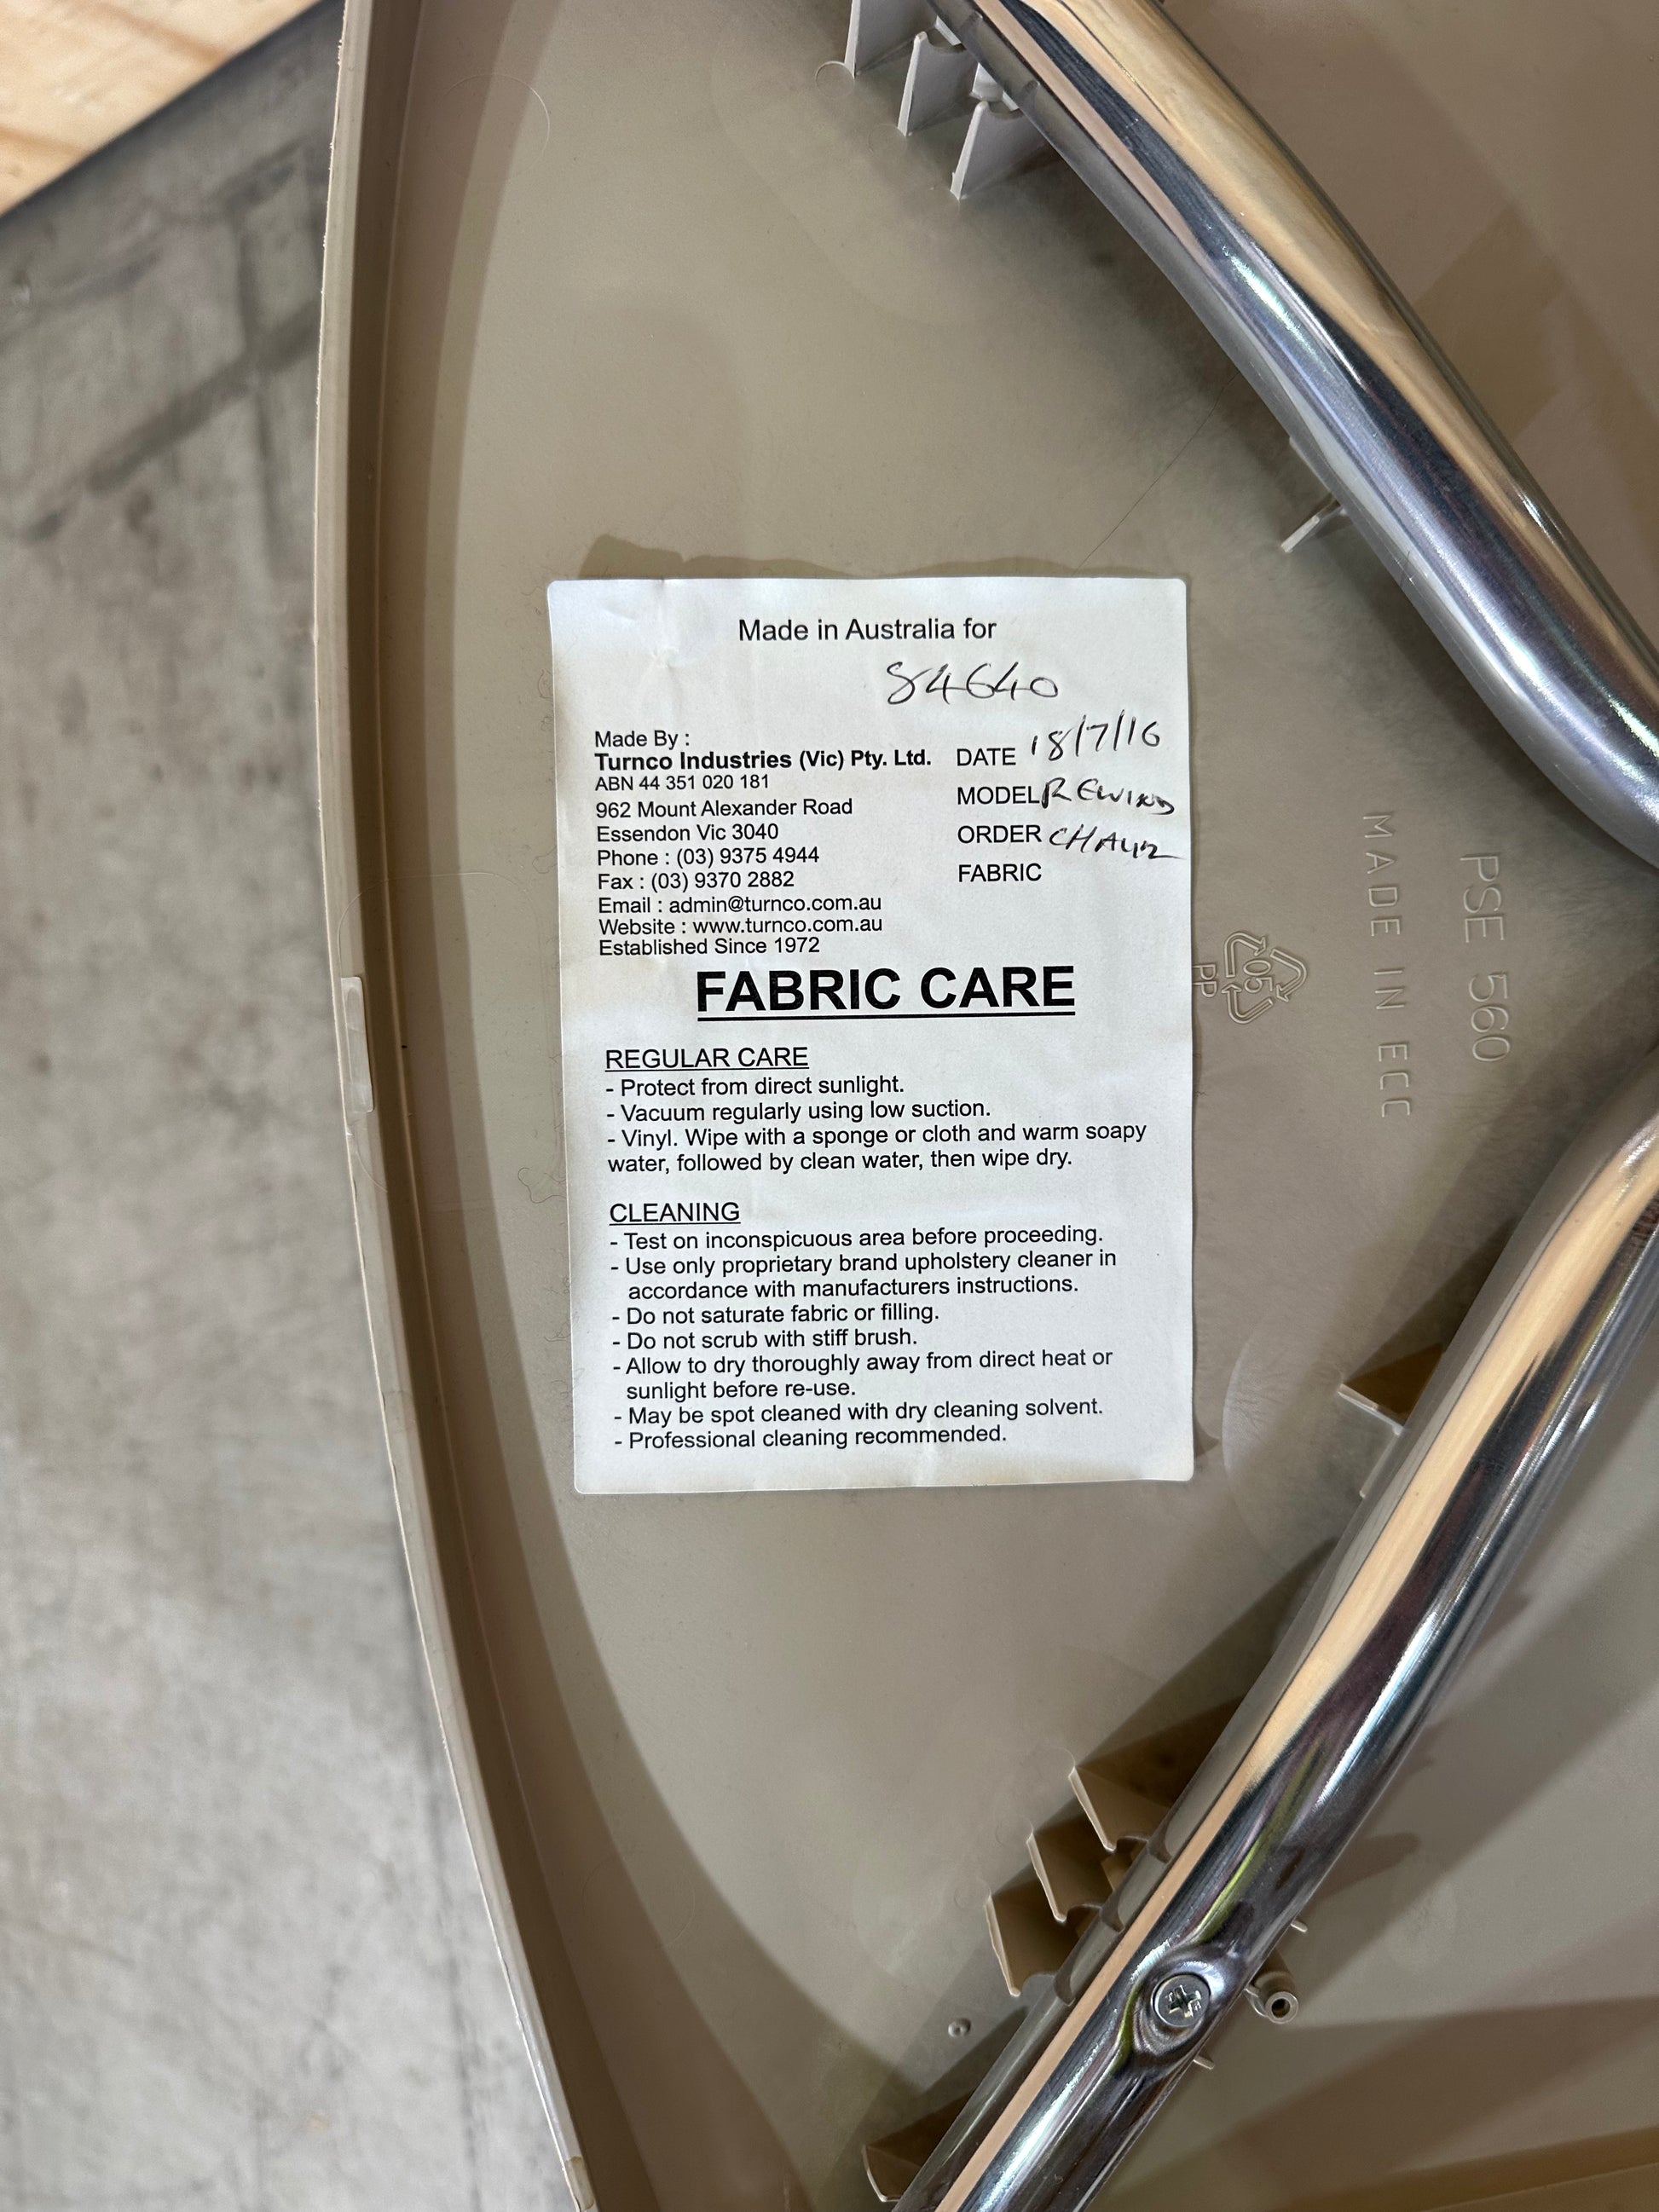 Made in Australia for
84640
Made By :
Turnco Industries (Vic) Pty. Ltd.
ABN 44 351 020 181
962 Mount Alexander Road
Essendon Vic 3040
Phone : (03) 9375 4944
Fax : (03) 9370 2882
Email : admin@turnco.com.au
Website : www.turnco.com.au
Established Since 1972
DATE 18/7/16
MODEL REWIND
ORDER
FABRIC
FABRIC CARE
REGULAR CARE
- Protect from direct sunlight.
- Vacuum regularly using low suction.
- Vinyl. Wipe with a sponge or cloth and warm soapy
water, followed by clean water, then wipe dry.
CLEANING
- Test on inconspicuous area before proceeding.
- Use only proprietary brand upholstery cleaner in
accordance with manufacturers instructions.
- Do not saturate fabric or filling.
- Do not scrub with stiff brush.
- Allow to dry thoroughly away from direct heat or
sunlight before re-use.
- May be spot cleaned with dry cleaning solvent.
- Professional cleaning recommended.
PSE 560
MADE IN ECC
05
PP